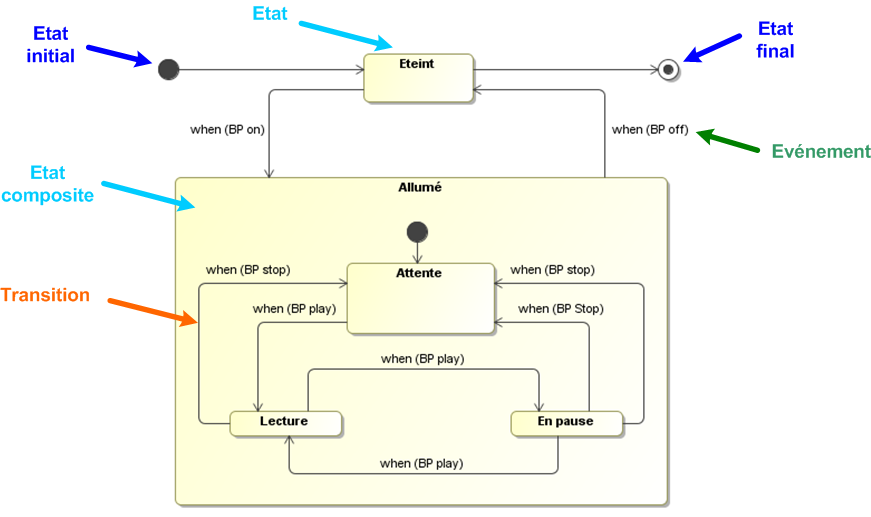 Etat
Etat
initial
Etat
final
Eteint
when (BP on)
when (BP off)
Evénement
Etat
composite
Allumé
when (BP stop)
Attente
when (BP stop)
Transition
when (BP play)
when (BP Stop)
when (BP play)
Lecture
En pause
when (BP play)